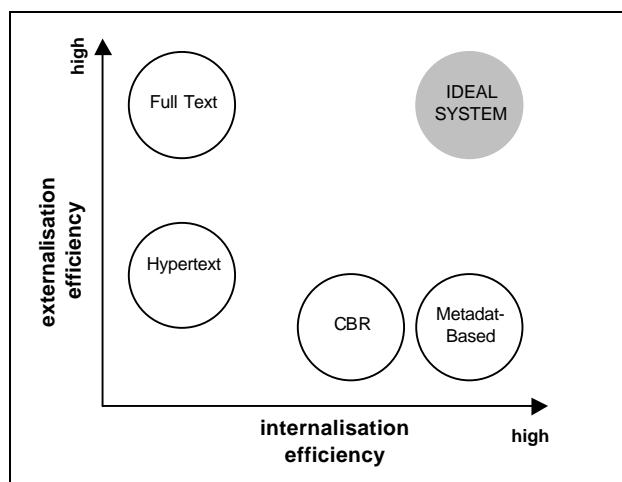 high
Full Text
IDEAL
SYSTEM
externalisation
efficiency
Hypertext
CBR
Metadat-
Based
internalisation
efficiency
high